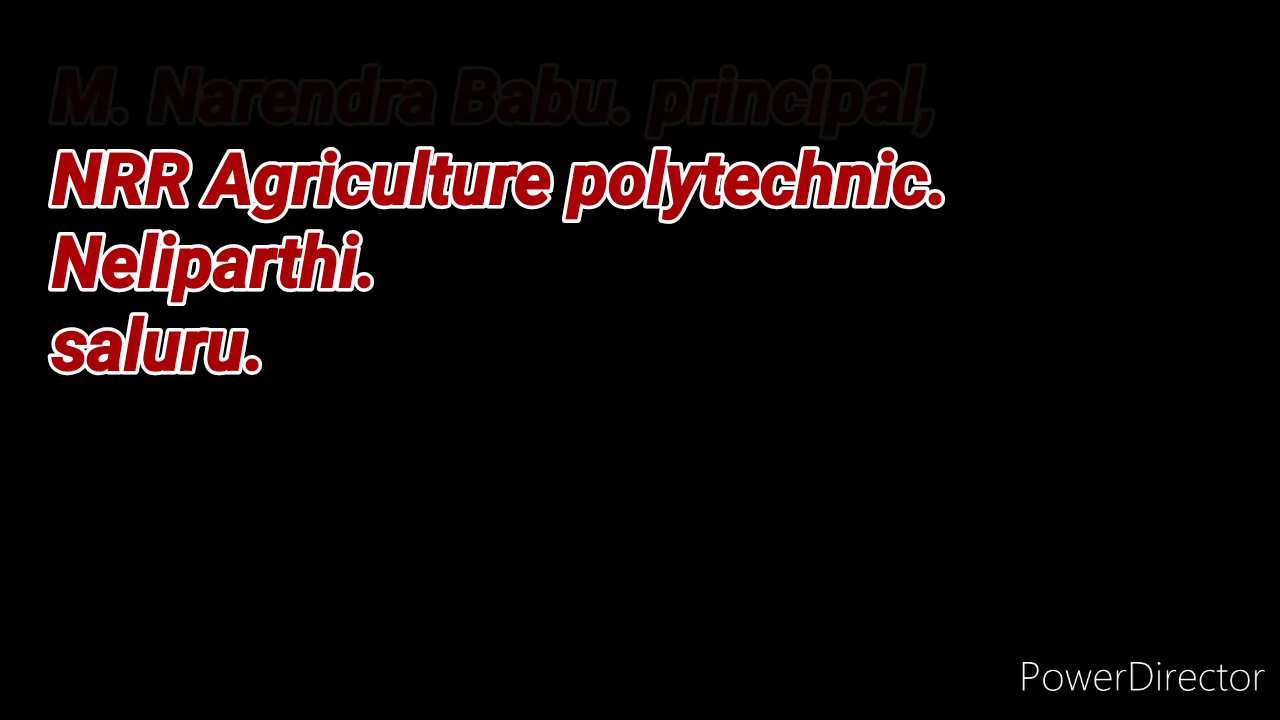 M. Narendra Babu. principal,
NRR Agriculture polytechnic.
Neliparthi.
saluru.
PowerDirector